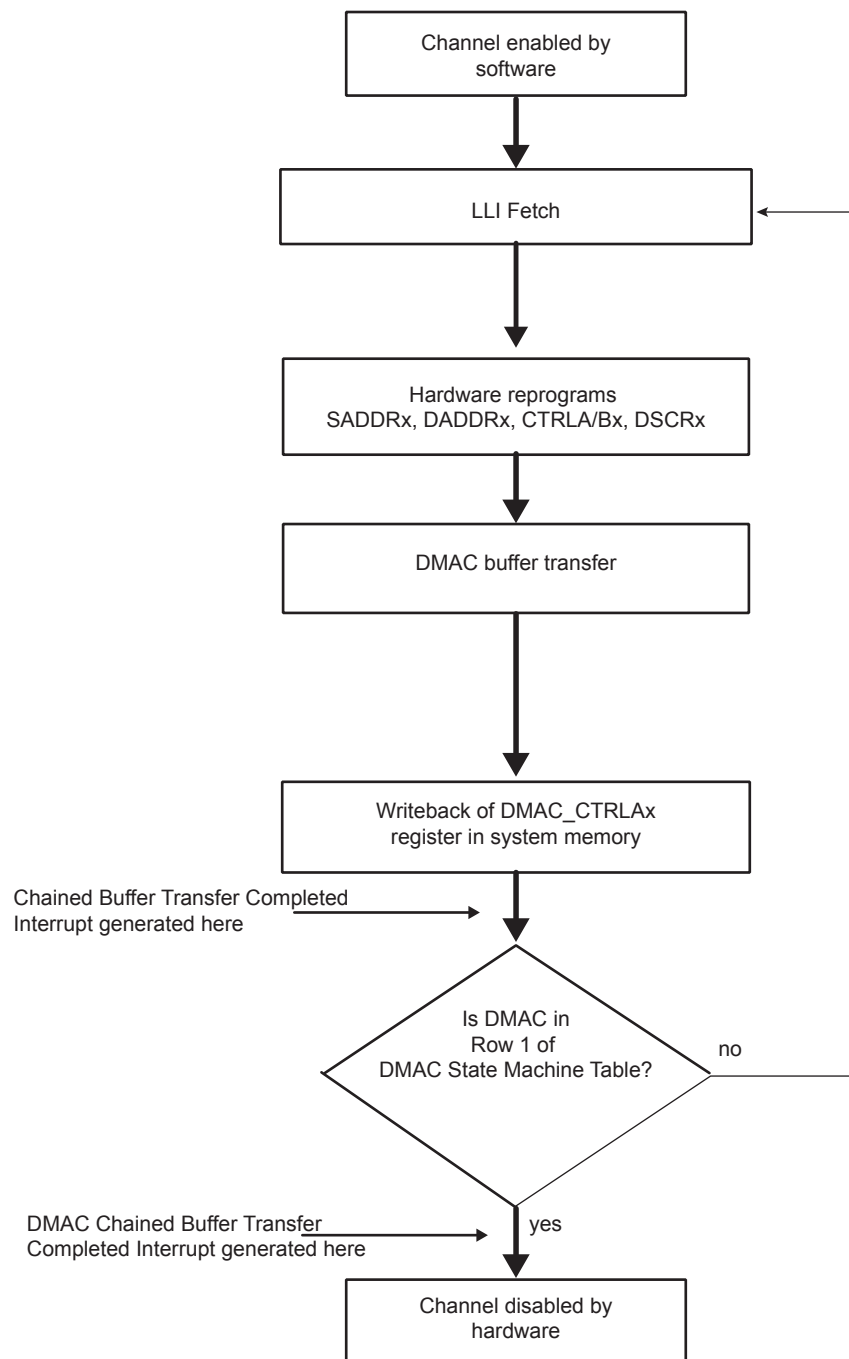 Channel enabled by
software
LLI Fetch
Hardware reprograms
SADDRx, DADDRx, CTRLA/Bx, DSCRx
DMAC buffer transfer
Writeback of DMAC_CTRLAx
register in system memory
Chained Buffer Transfer Completed
Interrupt generated here
Is DMAC in
Row 1 of
DMAC State Machine Table?
no
DMAC Chained Buffer Transfer
Completed Interrupt generated here
yes
Channel disabled by
hardware